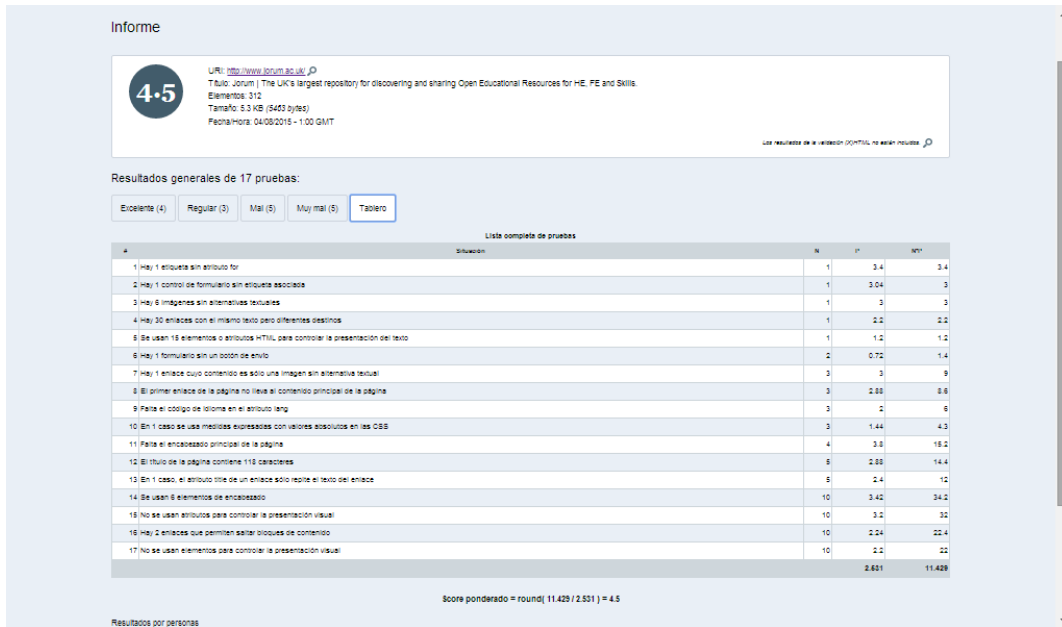 Informe
4.5
URI: http://www.jorum.ac.uk/
Título: Jorum | The UK's largest repository for discovering and sharing Open Educational Resources for HE, FE and Skills.
Elementos: 312
Tamaño: 5.3 KB (5453 bytes)
Fecha/Hora: 04/08/2015 - 1:00 GMT
Los resultados de la validación (X)HTML no están incluidos.
Resultados generales de 17 pruebas:
Excelente (4) Regular (3) Mal (5) Muy mal (5) Tablero
Lista completa de pruebas
# Situación N I* N*I*
1 Hay 1 etiqueta sin atributo for 1 3.4 3.4
2 Hay 1 control de formulario sin etiqueta asociada 1 3.04 3
3 Hay 6 imágenes sin alternativas textuales 1 3 3
4 Hay 30 enlaces con el mismo texto pero diferentes destinos 1 2.2 2.2
5 Se usan 15 elementos o atributos HTML para controlar la presentación del texto 1 1.2 1.2
6 Hay 1 formulario sin un botón de envío 2 0.72 1.4
7 Hay 1 enlace cuyo contenido es sólo una imagen sin alternativa textual 3 3 9
8 El primer enlace de la página no lleva al contenido principal de la página 3 2.88 8.6
9 Falta el código de idioma en el atributo lang 3 2 6
10 En 1 caso se usa medidas expresadas con valores absolutos en las CSS 3 1.44 4.3
11 Falta el encabezado principal de la página 4 3.8 15.2
12 El título de la página contiene 118 caracteres 5 2.88 14.4
13 En 1 caso, el atributo title de un enlace sólo repite el texto del enlace 5 2.4 12
14 Se usan 6 elementos de encabezado 10 3.42 34.2
15 No se usan atributos para controlar la presentación visual 10 3.2 32
16 Hay 2 enlaces que permiten saltar bloques de contenido 10 2.24 22.4
17 No se usan elementos para controlar la presentación visual 10 2.2 22
2.531 11.429
Score ponderado = round( 11.429 / 2.531 ) = 4.5
Resultados por personas